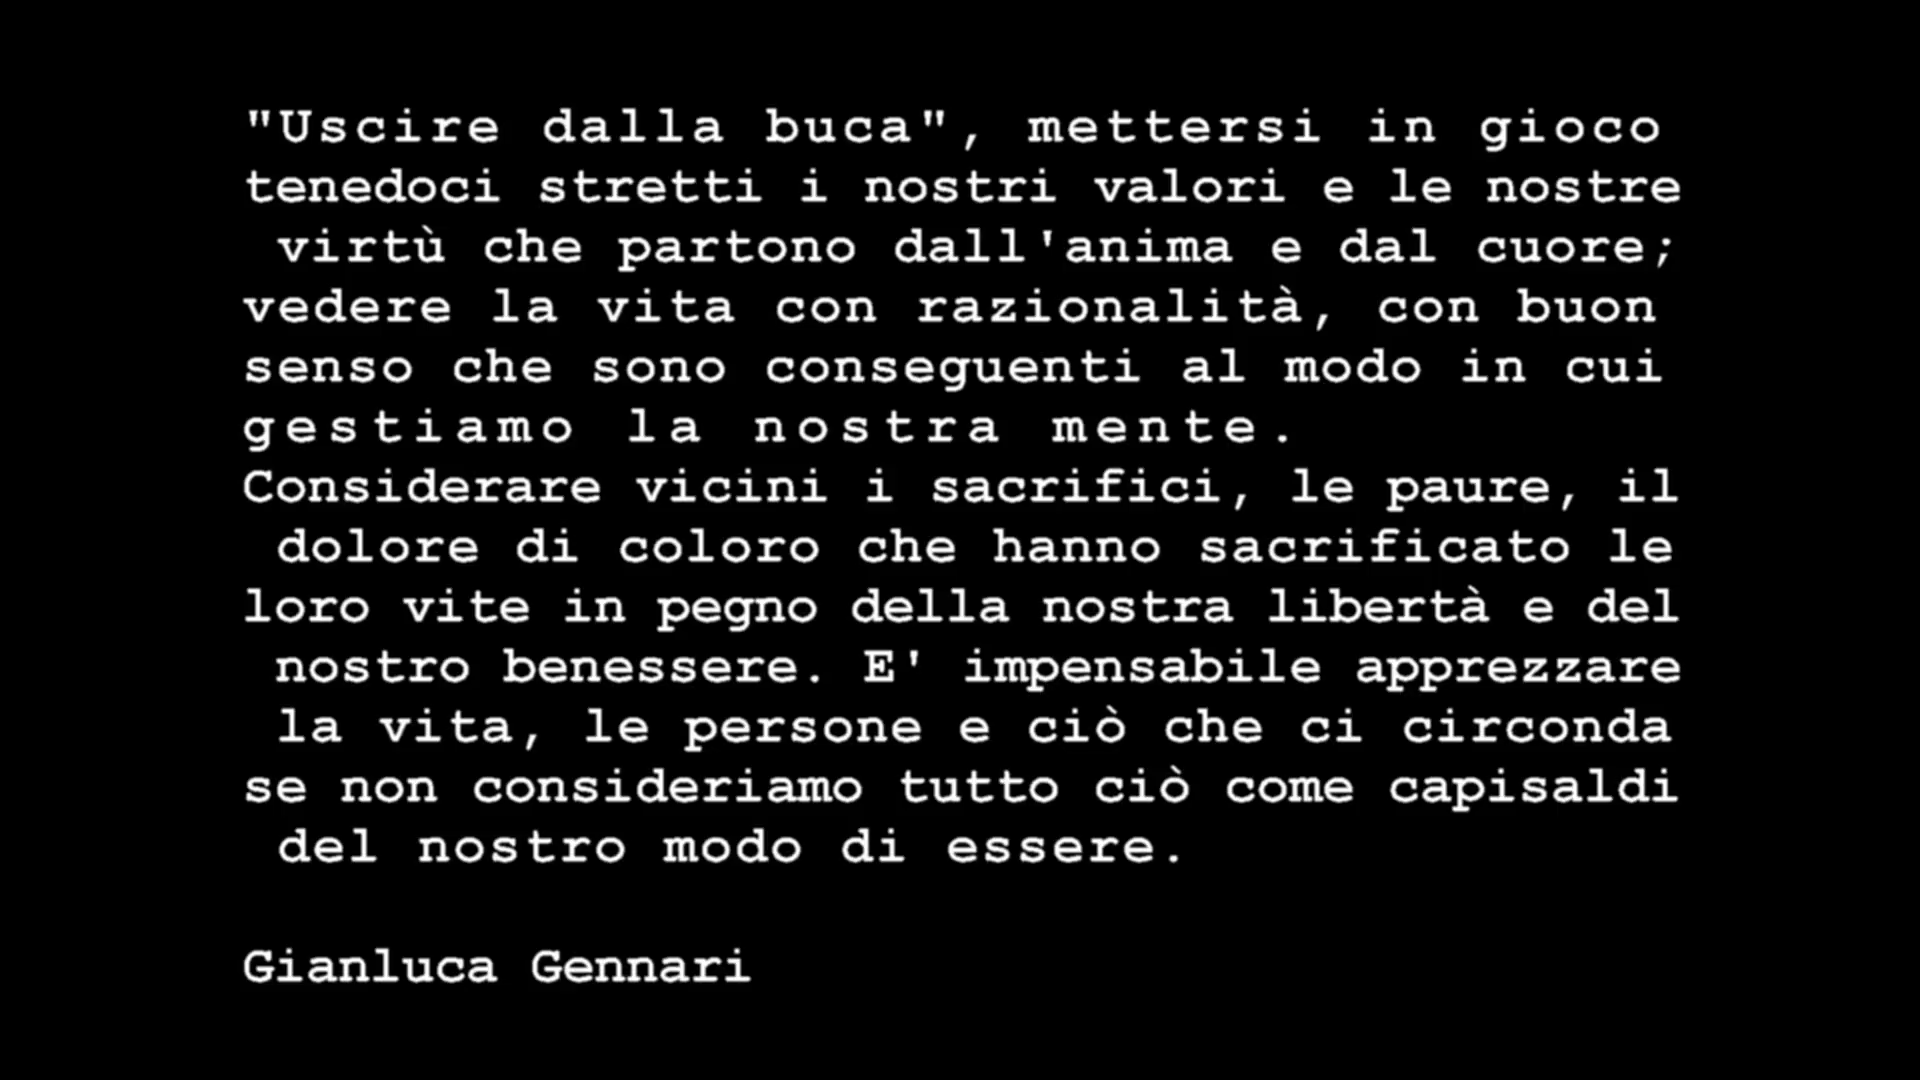 "Uscire dalla buca", mettersi in gioco
tenedoci stretti i nostri valori e le nostre
virtù che partono dall'anima e dal cuore;
vedere la vita con razionalità, con buon
senso che sono conseguenti al modo in cui
gestiamo la nostra mente.
Considerare vicini i sacrifici, le paure, il
dolore di coloro che hanno sacrificato le
loro vite in pegno della nostra libertà e del
nostro benessere. E' impensabile apprezzare
la vita, le persone e ciò che ci circonda
se non consideriamo tutto ciò come capisaldi
del nostro modo di essere.
Gianluca Gennari